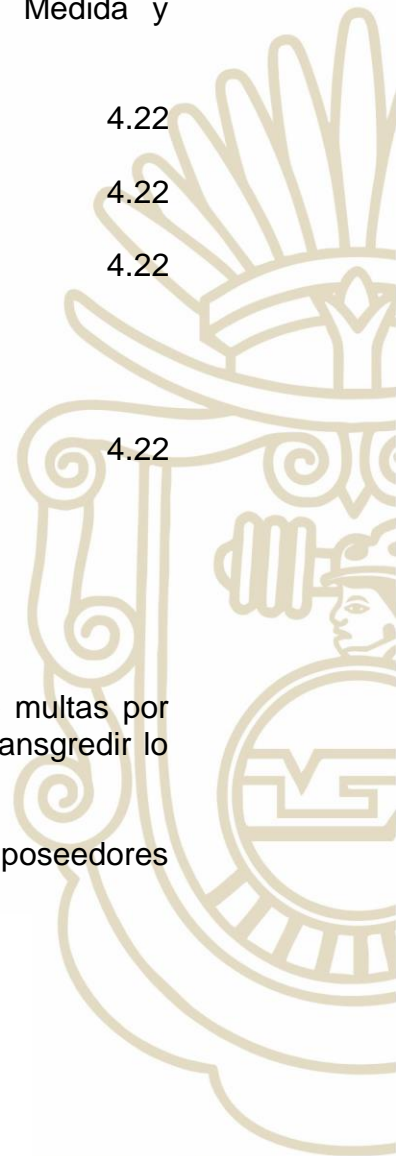 Medida y
4.22
4.22
4.22
4.22
multas por
ansgredir lo
poseedores